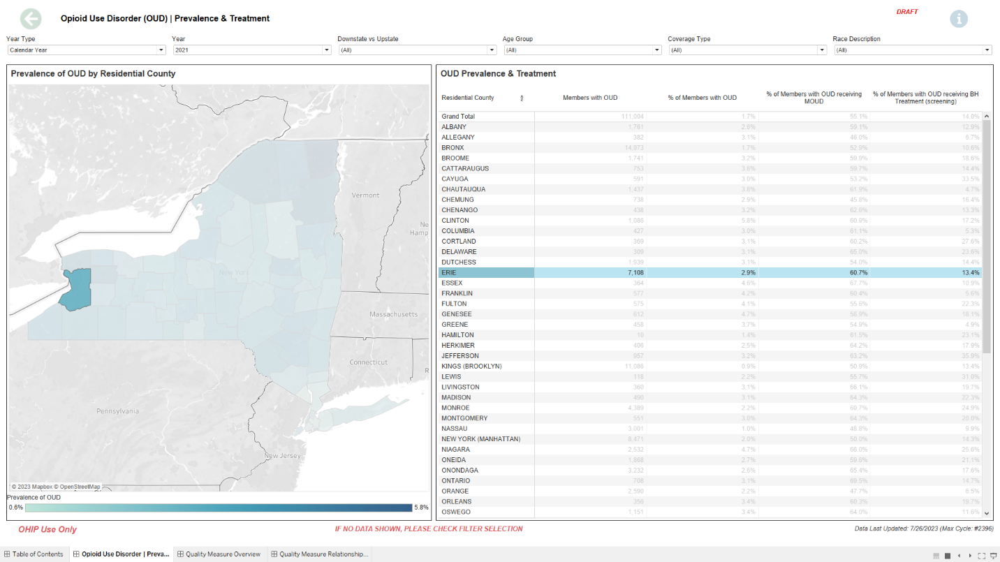 Opioid Use Disorder (OUD) | Prevalence & Treatment
DRAFT
Year Type
Year
Downstate vs Upstate
Age Group
Coverage Type
Race Description
Calendar Year
2021
(All)
(All)
(All)
(All)
Prevalence of OUD by Residential County
Vermont
Ne
Hamp
New York
Massachusetts
Connecticut
R
Pennsylvania
New Jersey
© 2023 Mapbox © OpenStreetMap
Prevalence of OUD
0.6% 5.8%
OUD Prevalence & Treatment
Residential County Members with OUD % of Members with OUD % of Members with OUD receiving MOUD % of Members with OUD receiving BH Treatment (screening)
Grand Total 111,004 1.7% 55.1% 14.0%
ALBANY 1,761 2.6% 59.1% 12.9%
ALLEGANY 382 3.1% 46.0% 6.7%
BRONX 14,973 1.7% 52.9% 10.6%
BROOME 1,741 3.2% 59.9% 18.6%
CATTARAUGUS 753 3.6% 59.7% 14.4%
CAYUGA 591 3.0% 53.2% 33.5%
CHAUTAUQUA 1,437 3.8% 61.9% 4.7%
CHEMUNG 738 2.9% 45.8% 16.4%
CHENANGO 438 3.2% 62.6% 13.3%
CLINTON 1,086 5.8% 60.9% 17.2%
COLUMBIA 427 3.0% 61.1% 5.3%
CORTLAND 369 3.1% 60.2% 27.6%
DELAWARE 309 3.1% 65.0% 23.6%
DUTCHESS 1,939 3.1% 54.0% 14.4%
ERIE 7,108 2.9% 60.7% 13.4%
ESSEX 364 4.6% 67.7% 10.9%
FRANKLIN 577 4.2% 60.4% 5.6%
FULTON 575 4.1% 55.6% 22.3%
GENESEE 612 4.7% 56.9% 18.1%
GREENE 458 3.7% 54.9% 4.9%
HAMILTON 10 1.4% 61.5% 23.1%
HERKIMER 406 2.5% 64.2% 17.9%
JEFFERSON 957 3.2% 63.2% 35.9%
KINGS (BROOKLYN) 11,086 0.9% 50.9% 13.4%
LEWIS 118 2.2% 55.7% 31.0%
LIVINGSTON 360 3.1% 66.1% 19.7%
MADISON 490 3.1% 64.3% 22.3%
MONROE 4,389 2.2% 60.7% 24.9%
MONTGOMERY 551 3.0% 64.3% 20.0%
NASSAU 3,001 1.0% 48.8% 9.9%
NEW YORK (MANHATTAN) 8,471 2.0% 50.0% 14.3%
NIAGARA 2,532 4.7% 66.0% 25.6%
ONEIDA 1,868 2.7% 59.6% 21.1%
ONONDAGA 3,232 2.6% 65.4% 17.6%
ONTARIO 708 3.1% 69.5% 14.7%
ORANGE 2,590 2.2% 47.7% 6.5%
ORLEANS 356 3.4% 60.3% 19.7%
OSWEGO 1,151 3.4% 64.0% 11.6%
OHIP Use Only
IF NO DATA SHOWN, PLEASE CHECK FILTER SELECTION
Data Last Updated: 7/26/2023 (Max Cycle: #2396)
Table of Contents
Opioid Use Disorder | Preva...
Quality Measure Overview
Quality Measure Relationship...